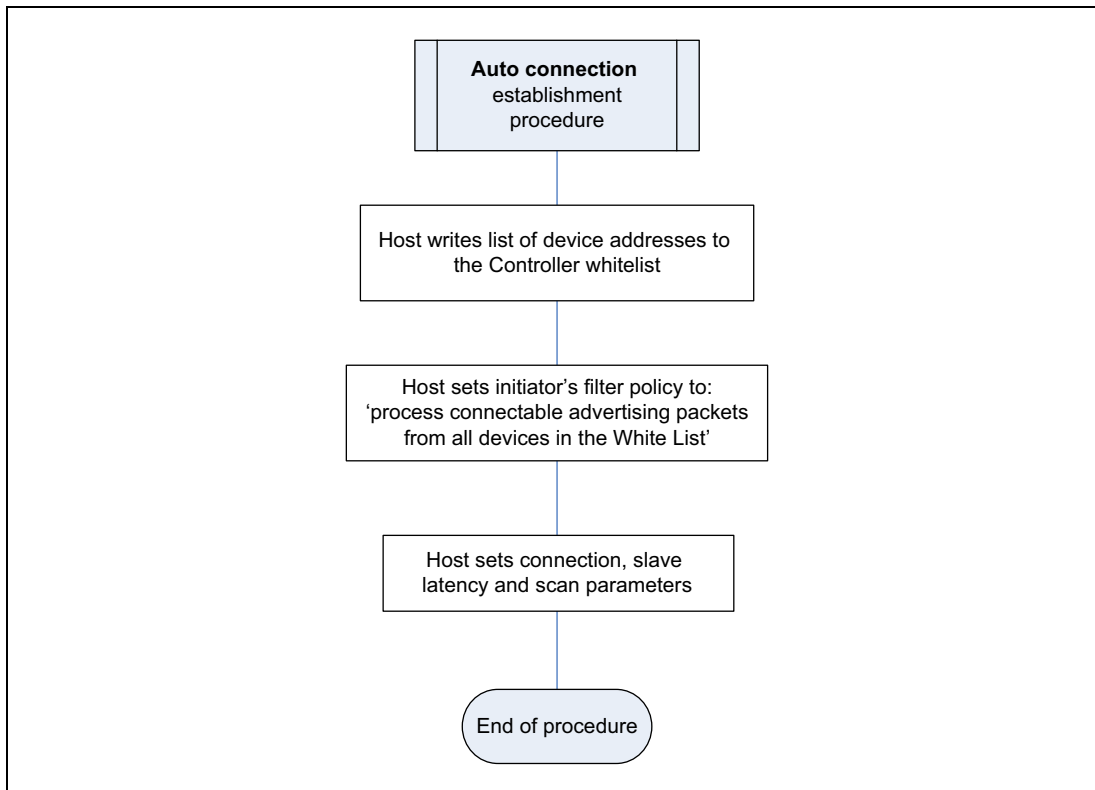 Auto connection
establishment
procedure
Host writes list of device addresses to
the Controller whitelist
Host sets initiator’s filter policy to:
‘process connectable advertising packets
from all devices in the White List’
Host sets connection, slave
latency and scan parameters
End of procedure